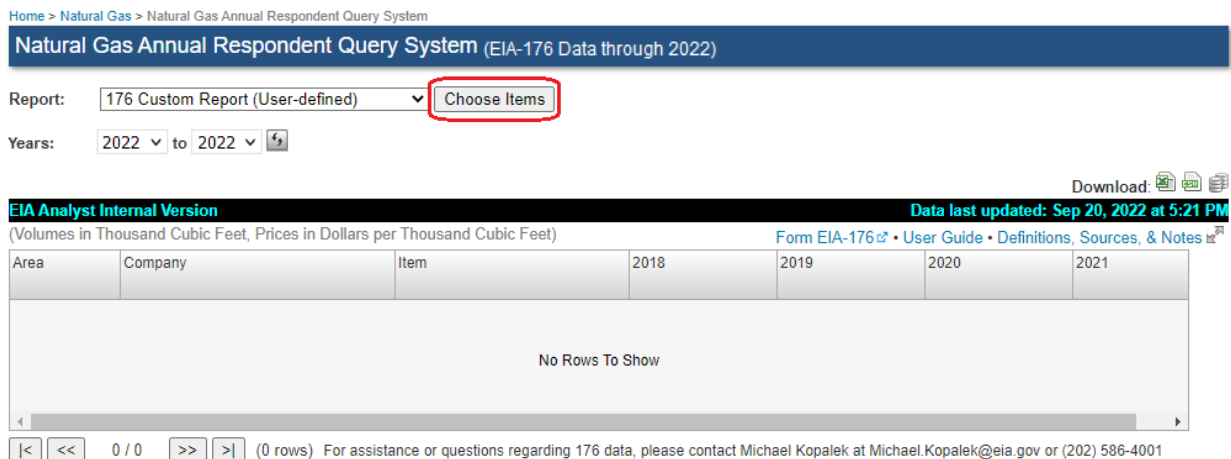 Home > Natural Gas > Natural Gas Annual Respondent Query System
Natural Gas Annual Respondent Query System (EIA-176 Data through 2022)
Report: 176 Custom Report (User-defined) Choose Items
Years: 2022 to 2022
Download:
EIA Analyst Internal Version Data last updated: Sep 20, 2022 at 5:21 PM
(Volumes in Thousand Cubic Feet, Prices in Dollars per Thousand Cubic Feet) Form EIA-176 • User Guide • Definitions, Sources, & Notes
Area Company Item 2018 2019 2020 2021
No Rows To Show
|< << 0 / 0 >> >| (0 rows) For assistance or questions regarding 176 data, please contact Michael Kopalek at Michael.Kopalek@eia.gov or (202) 586-4001